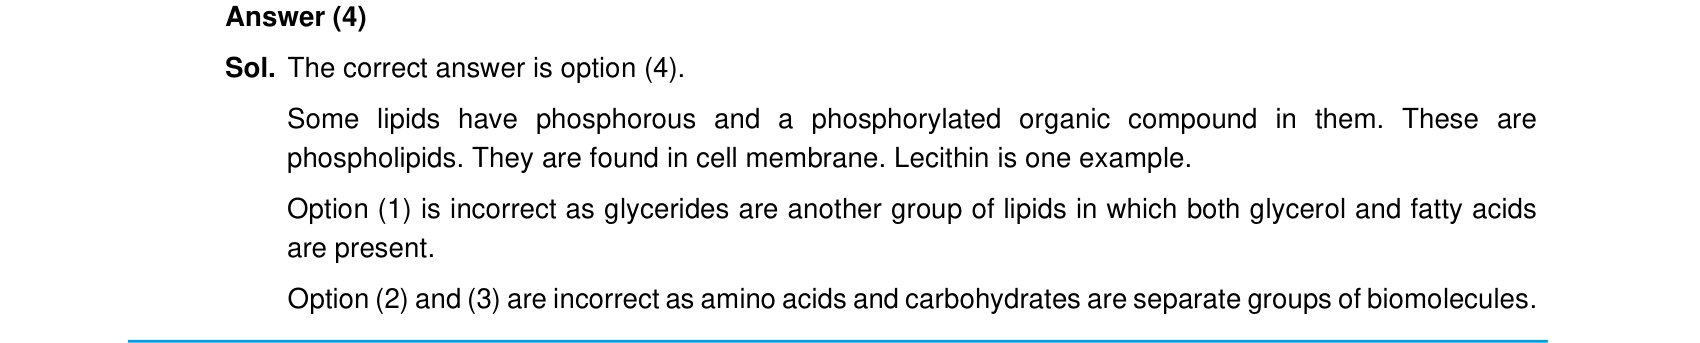 Answer (4)
Sol. The correct answer is option (4).
Some lipids have phosphorous and a phosphorylated organic compound in them. These are
phospholipids. They are found in cell membrane. Lecithin is one example.
Option (1) is incorrect as glycerides are another group of lipids in which both glycerol and fatty acids
are present.
Option (2) and (3) are incorrect as amino acids and carbohydrates are separate groups of biomolecules.